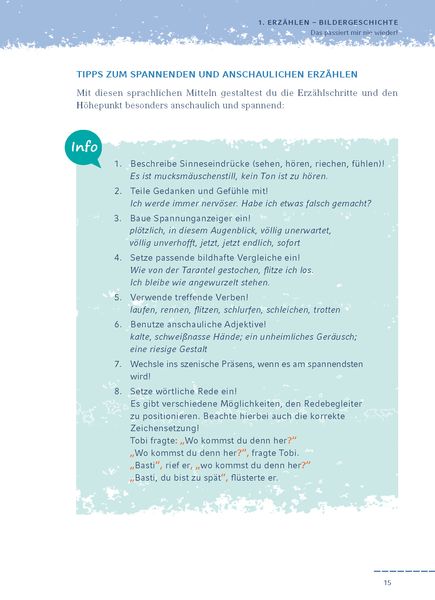 1. ERZÄHLEN – BILDERGESCHICHTE
Das passiert mir nie wieder!
TIPPS ZUM SPANNENDEN UND ANSCHAULICHEN ERZÄHLEN
Mit diesen sprachlichen Mitteln gestaltest du die Erzählschritte und den
Höhepunkt besonders anschaulich und spannend:
Info
1. Beschreibe Sinneseindrücke (sehen, hören, riechen, fühlen)!
Es ist mucksmäuschenstill, kein Ton ist zu hören.
2. Teile Gedanken und Gefühle mit!
Ich werde immer nervöser. Habe ich etwas falsch gemacht?
3. Baue Spannungsanzeiger ein!
plötzlich, in diesem Augenblick, völlig unerwartet,
völlig unverhofft, jetzt, jetzt endlich, sofort
4. Setze passende bildhafte Vergleiche ein!
Wie von der Tarantel gestochen, flitze ich los.
Ich bleibe wie angewurzelt stehen.
5. Verwende treffende Verben!
laufen, rennen, flitzen, schlurfen, schleichen, trotten
6. Benutze anschauliche Adjektive!
kalte, schweißnasse Hände; ein unheimliches Geräusch;
eine riesige Gestalt
7. Wechsle ins szenische Präsens, wenn es am spannendsten
wird!
8. Setze wörtliche Rede ein!
Es gibt verschiedene Möglichkeiten, den Redebegleiter
zu positionieren. Beachte hierbei auch die korrekte
Zeichensetzung!
Tobi fragte: „Wo kommst du denn her?“
„Wo kommst du denn her?“, fragte Tobi.
„Basti“, rief er, „wo kommst du denn her?“
„Basti, du bist zu spät“, flüsterte er.
15